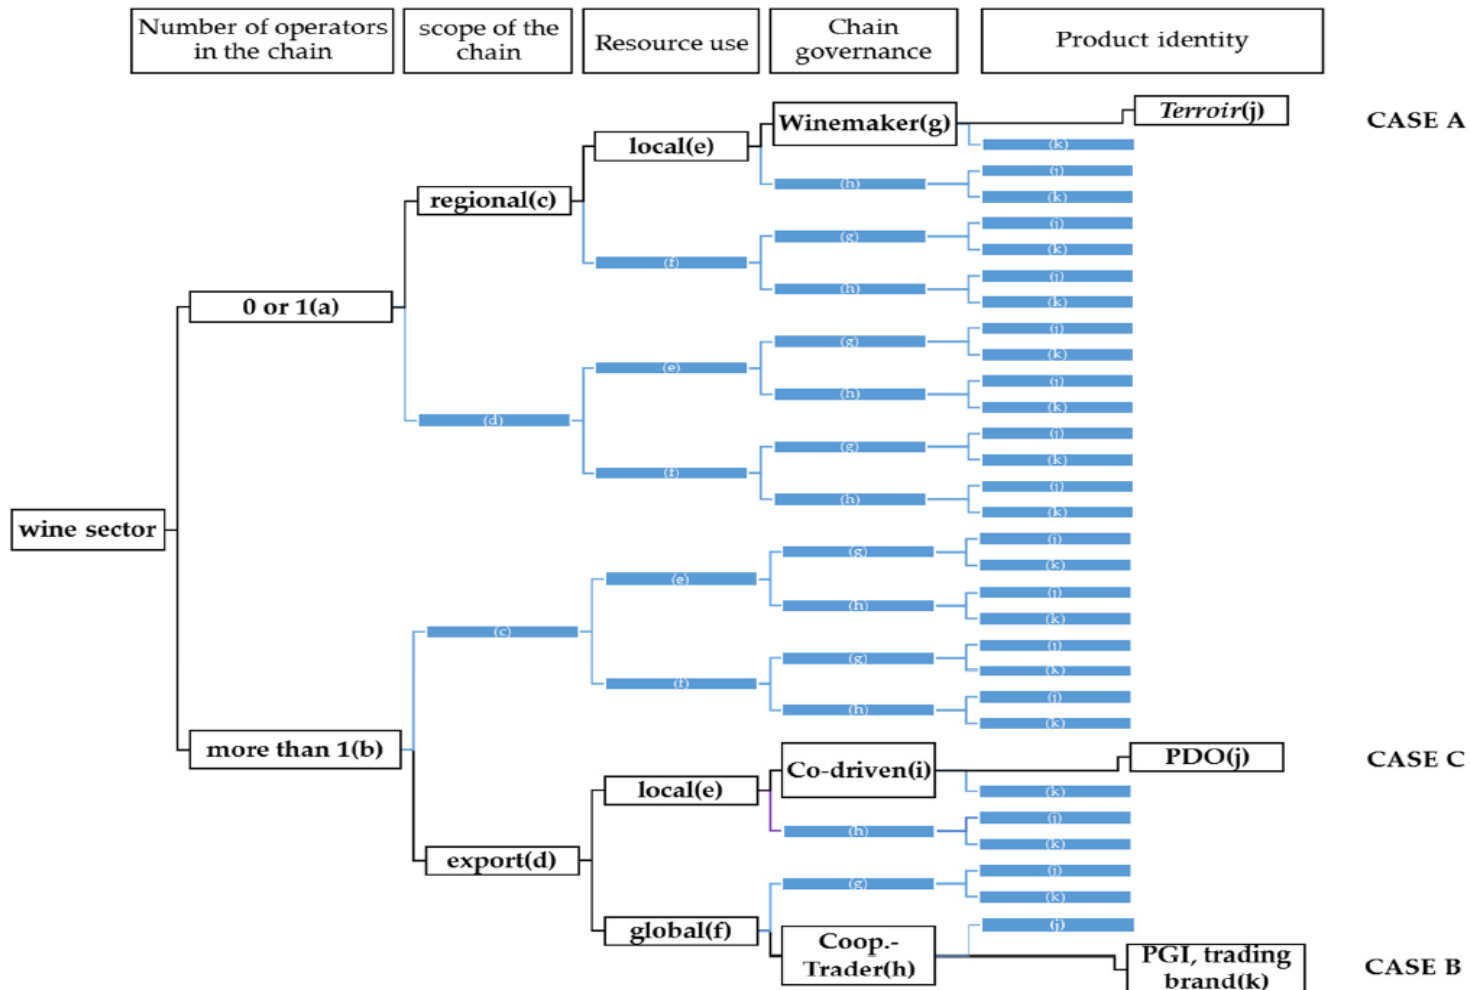 Number of operators
in the chain
scope of the
chain
Resource use
Chain
governance
Product identity
Terroir(j)
CASE A
Winemaker(g)
local(e)
(k)
(j)
(h)
(k)
regional(c)
(j)
(g)
(k)
(f)
(j)
(h)
(k)
0 or 1(a)
(j)
(g)
(k)
(e)
(j)
(h)
(k)
(d)
(j)
(g)
(k)
(f)
(j)
(h)
(k)
wine sector
(j)
(g)
(k)
(e)
(j)
(h)
(k)
(c)
(j)
(g)
(k)
(f)
(j)
(h)
(k)
more than 1(b)
PDO(j)
CASE C
Co-driven(i)
local(e)
(k)
(j)
(h)
(k)
export(d)
(j)
(g)
(k)
(j)
global(f)
Coop.-
Trader(h)
PGI, trading
brand(k)
CASE B